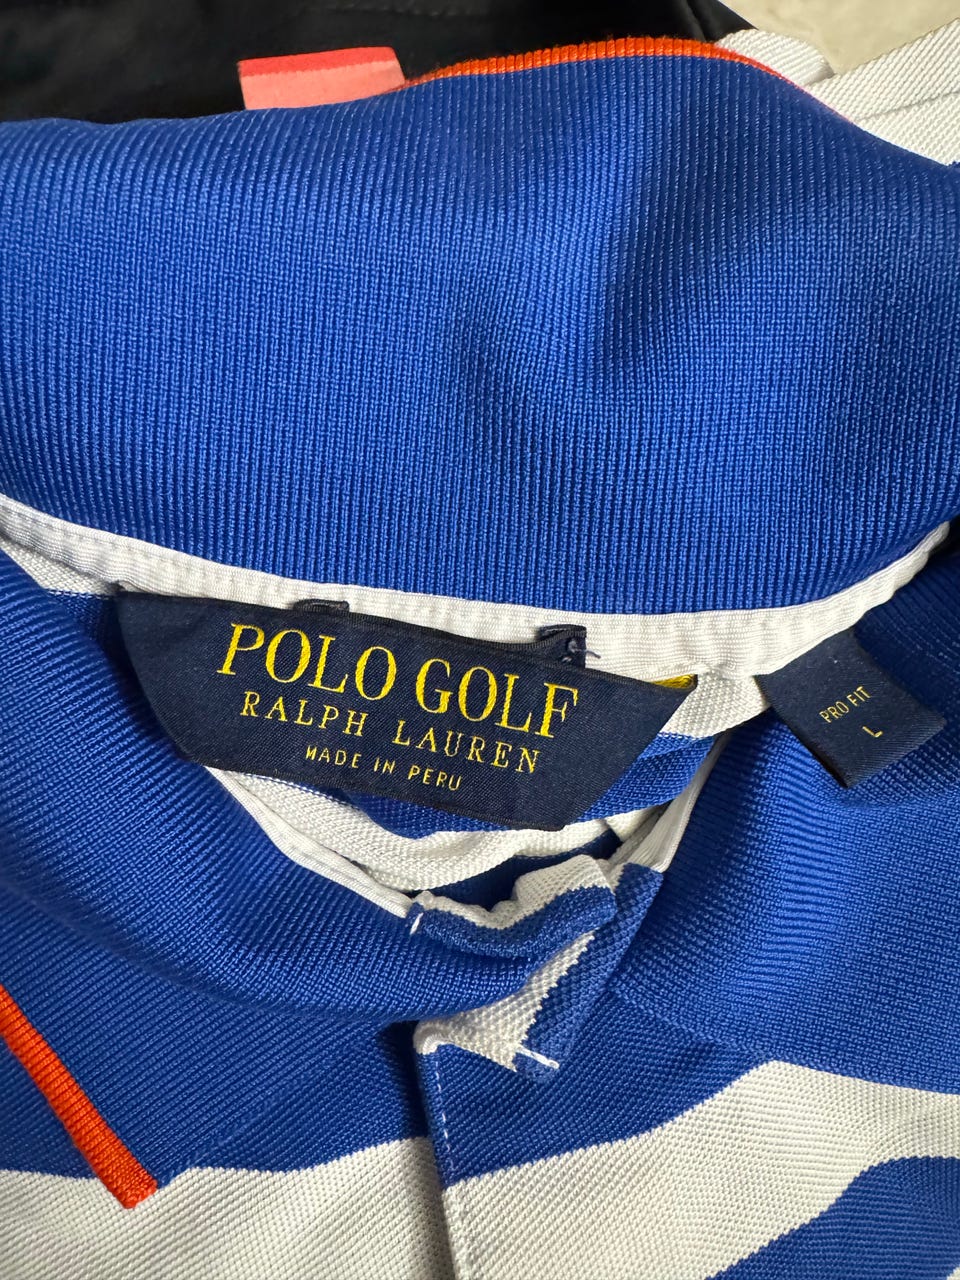 POLO GOLF
RALPH LAUREN
MADE IN PERU
PRO FIT
L